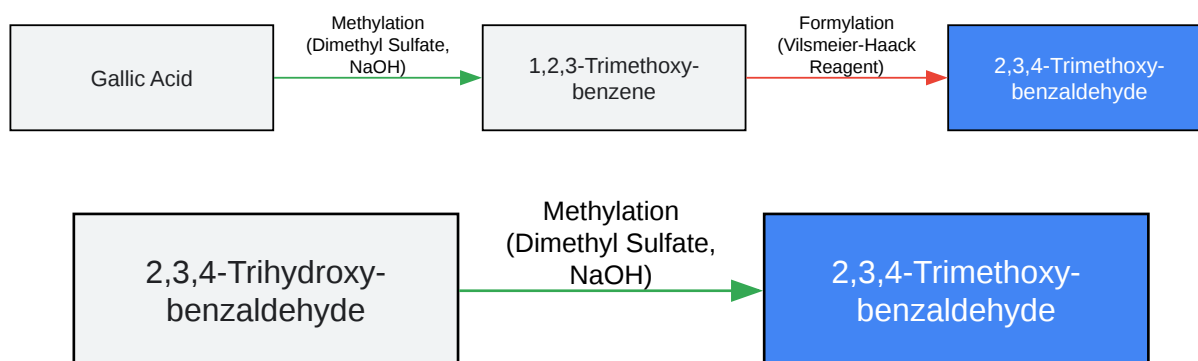 Methylation
(Dimethyl Sulfate,
NaOH)
Formylation
(Vilsmeier-Haack
Reagent)
Gallic Acid
1,2,3-Trimethoxy-
benzene
2,3,4-Trimethoxy-
benzaldehyde
Methylation
(Dimethyl Sulfate,
NaOH)
2,3,4-Trihydroxy-
benzaldehyde
2,3,4-Trimethoxy-
benzaldehyde